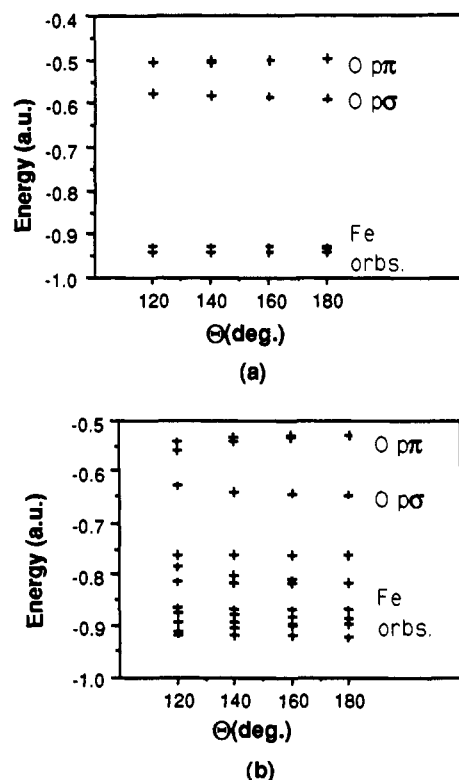 -0.4
-0.5
-0.6
-0.7
-0.8
-0.9
-1.0
Energy (a.u.)
O pπ
O pσ
Fe
orbs.
120 140 160 180
Θ(deg.)
(a)
-0.5
-0.6
-0.7
-0.8
-0.9
-1.0
Energy (a.u.)
O pπ
O pσ
Fe
orbs.
120 140 160 180
Θ(deg.)
(b)